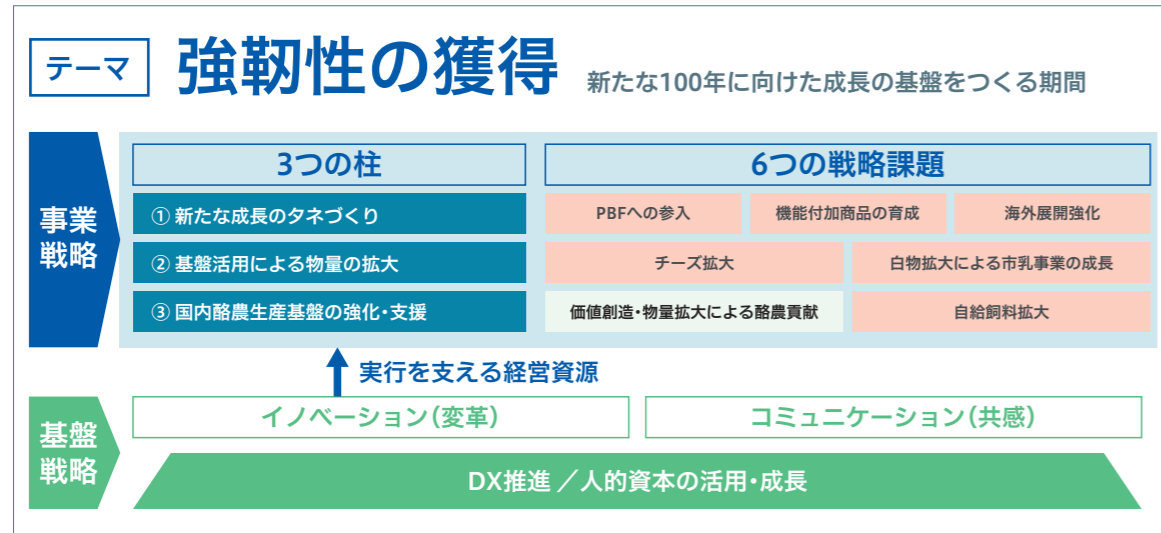 テーマ
強靭性の獲得
新たな100年に向けた成長の基盤をつくる期間
事業
戦略
3つの柱
6つの戦略課題
① 新たな成長のタネづくり
PBFへの参入
機能付加商品の育成
海外展開強化
② 基盤活用による物量の拡大
チーズ拡大
白物拡大による市乳事業の成長
③ 国内酪農生産基盤の強化・支援
価値創造・物量拡大による酪農貢献
自給飼料拡大
実行を支える経営資源
基盤
戦略
イノベーション（変革）
コミュニケーション（共感）
DX推進 ／人的資本の活用・成長